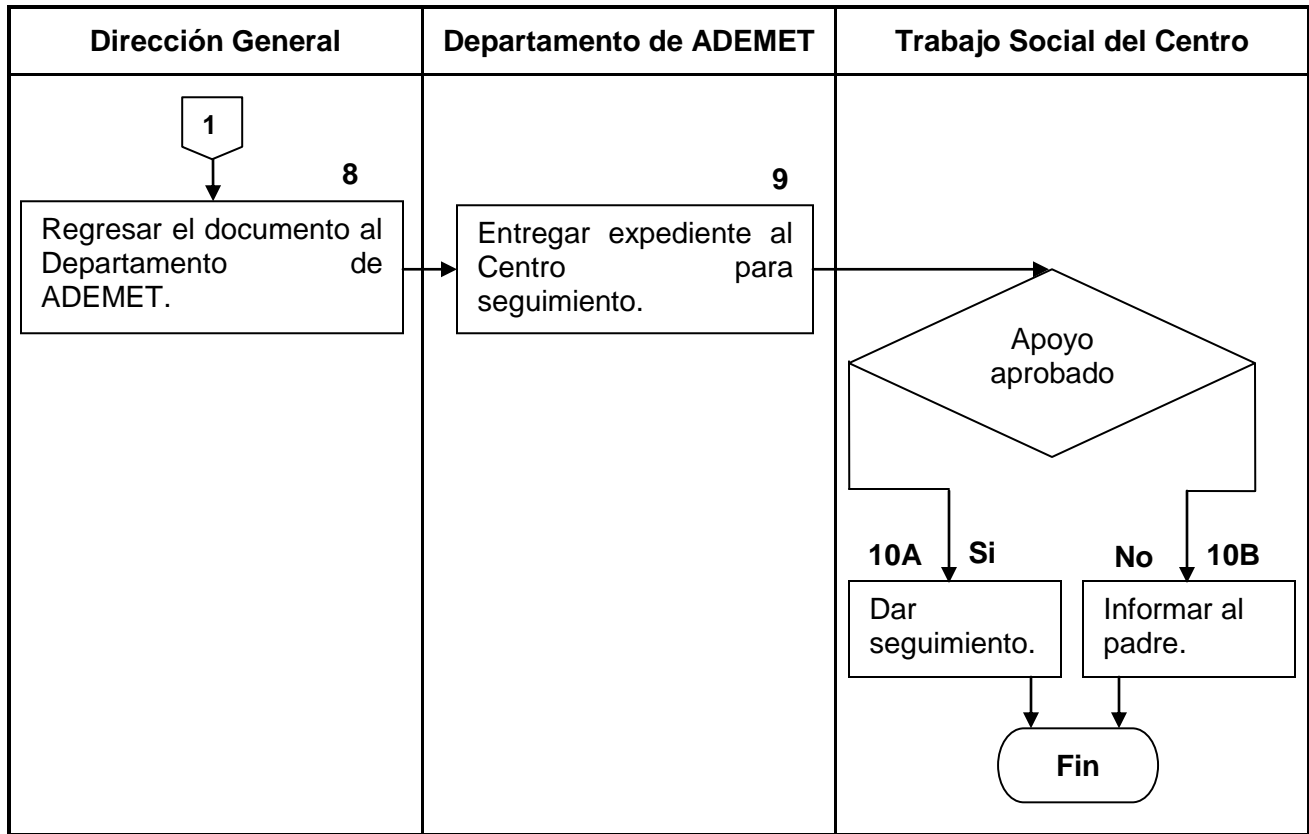 Dirección General
Departamento de ADEMET
Trabajo Social del Centro
1
8
Regresar el documento al
Departamento de
ADEMET.
9
Entregar expediente al
Centro para
seguimiento.
Apoyo
aprobado
10A Si
No 10B
Dar
seguimiento.
Informar al
padre.
Fin